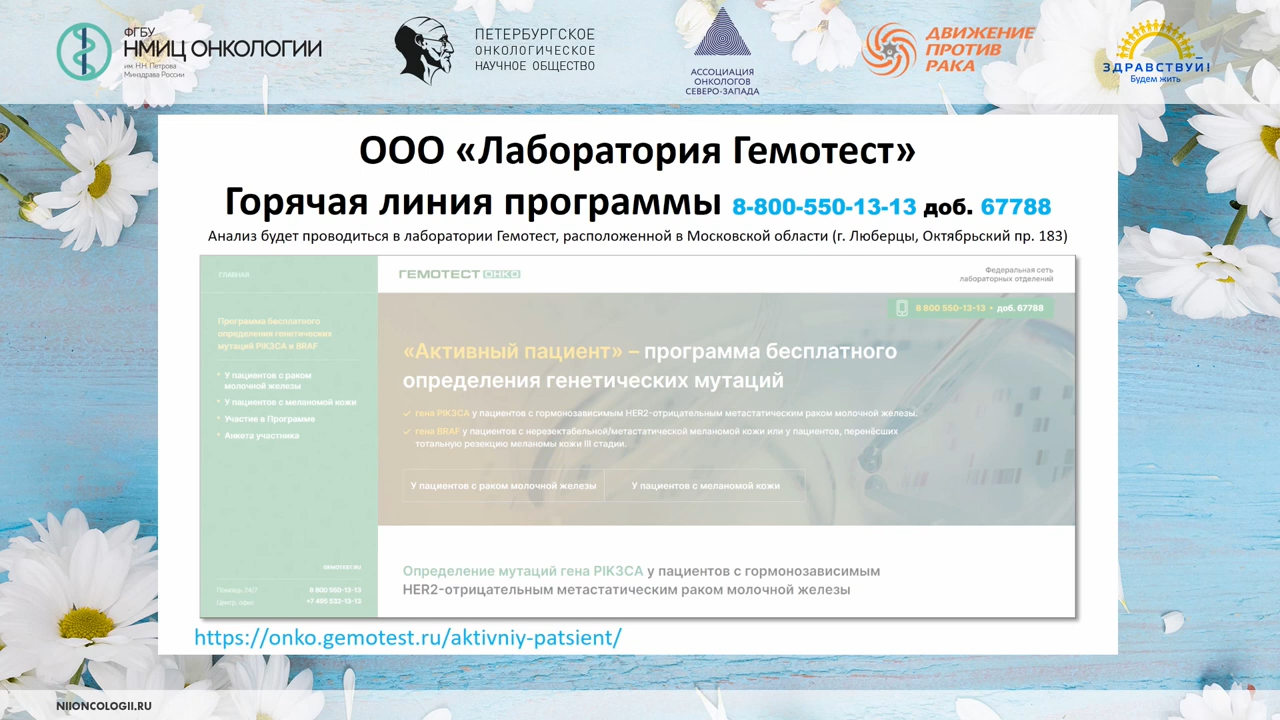 ФГБУ
НМИЦ ОНКОЛОГИИ
им. Н.Н. Петрова
Минздрава России
ПЕТЕРБУРГСКОЕ
ОНКОЛОГИЧЕСКОЕ
НАУЧНОЕ ОБЩЕСТВО
АССОЦИАЦИЯ
ОНКОЛОГОВ
СЕВЕРО-ЗАПАДА
ДВИЖЕНИЕ
ПРОТИВ
РАКА
ЗДРАВСТВУЙ!
Будем жить
ООО «Лаборатория Гемотест»
Горячая линия программы 8-800-550-13-13 доб. 67788
Анализ будет проводиться в лаборатории Гемотест, расположенной в Московской области (г. Люберцы, Октябрьский пр. 183)
ГЛАВНАЯ
ГЕМОТЕСТ ОНКО
Федеральная сеть
лабораторных отделений
8 800 550-13-13 • доб. 67788
Программа бесплатного
определения генетических
мутаций PIK3CA и BRAF
У пациентов с раком
молочной железы
У пациентов с меланомой кожи
Участие в Программе
Анкета участника
«Активный пациент» – программа бесплатного
определения генетических мутаций
гена PIK3CA у пациентов с гормонозависимым HER2-отрицательным метастатическим раком молочной железы.
гена BRAF у пациентов с нерезектабельной/метастатической меланомой кожи или у пациентов, перенёсших
тотальную резекцию меланомы кожи III стадии.
У пациентов с раком молочной железы
У пациентов с меланомой кожи
GEMOTEST.RU
Помощь 24/7 8 800 550-13-13
Центр. офис +7 495 532-13-13
Определение мутаций гена PIK3CA у пациентов с гормонозависимым
HER2-отрицательным метастатическим раком молочной железы
https://onko.gemotest.ru/aktivniy-patsient/
NIIONCOLOGII.RU